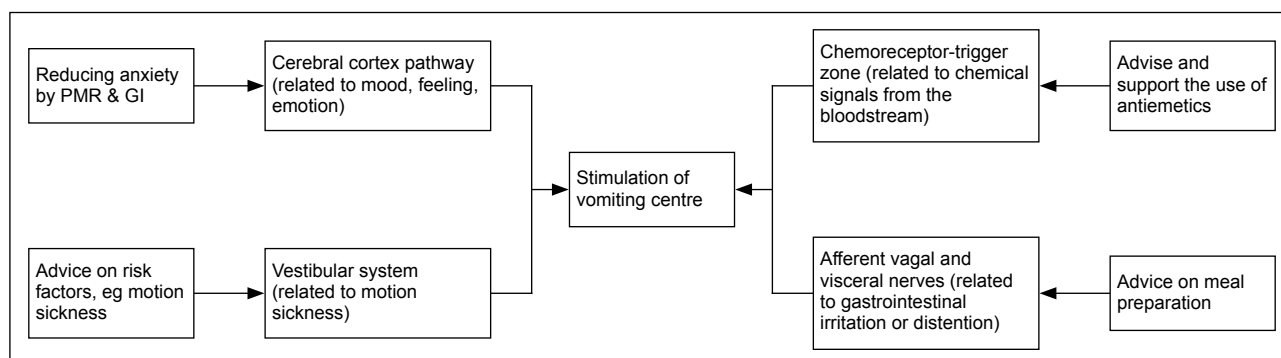 Reducing anxiety
by PMR & GI
Cerebral cortex pathway
(related to mood, feeling,
emotion)
Chemoreceptor-trigger
zone (related to chemical
signals from the
bloodstream)
Advise and
support the use of
antiemetics
Stimulation of
vomiting centre
Advice on risk
factors, eg motion
sickness
Vestibular system
(related to motion
sickness)
Afferent vagal and
visceral nerves (related
to gastrointestinal
irritation or distention)
Advice on meal
preparation